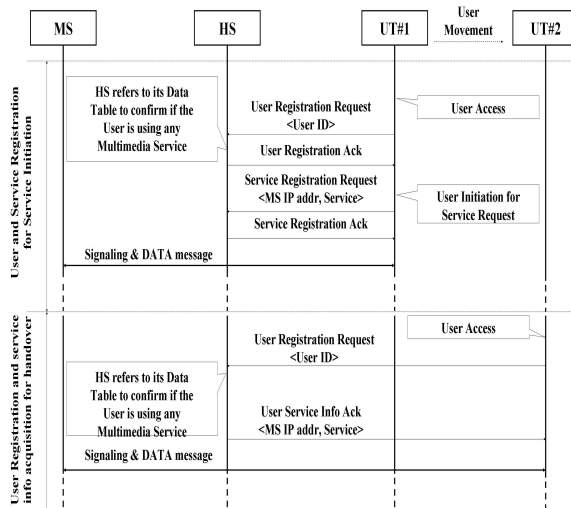 User
Movement
MS
HS
UT#1
UT#2
User and Service Registration
for Service Initiation
HS refers to its Data
Table to confirm if the
User is using any
Multimedia Service
User Registration Request
<User ID>
User Access
User Registration Ack
Service Registration Request
<MS IP addr, Service>
User Initiation for
Service Request
Service Registration Ack
Signaling & DATA message
User Registration and service
info acquisition for handover
User Access
User Registration Request
<User ID>
HS refers to its Data
Table to confirm if the
User is using any
Multimedia Service
User Service Info Ack
<MS IP addr, Service>
Signaling & DATA message